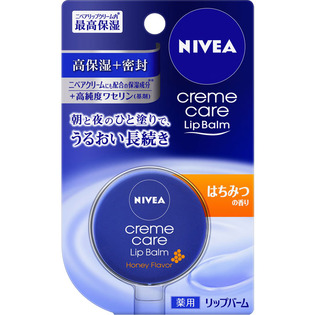 ニベアリップクリーム内*
最高保湿
NIVEA
高保湿+密封
ニベアクリームにも配合の保湿成分*
+高純度ワセリン(基剤)
creme
care
Lip Balm
朝と夜のひと塗りで、
うるおい長続き
はちみつ
の香り
NIVEA
creme
care
Lip Balm
Honey Flavor
薬用 リップバーム